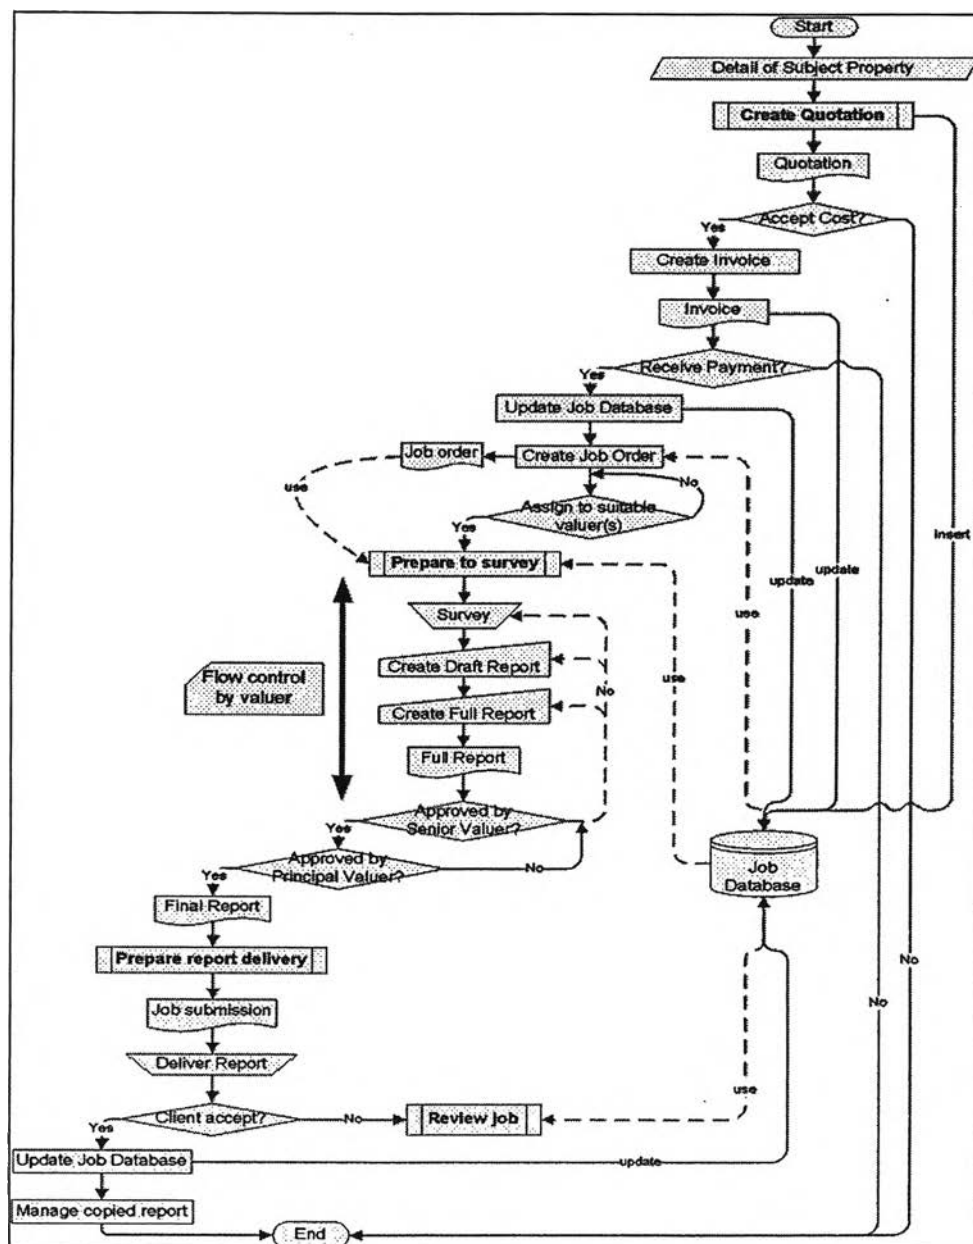 Start
Detail of Subject Property
Create Quotation
Quotation
Accept Cost?
Yes
Create Invoice
Invoice
Receive Payment?
Yes
Update Job Database
Job order
Create Job Order
No
use
Assign to suitable
valuer(s)
Yes
Insert
Prepare to survey
update
update
use
Survey
Flow control
by valuer
Create Draft Report
use
No
Create Full Report
Full Report
Approved by
Senior Valuer?
Yes
Approved by
Principal Valuer?
No
Yes
Job
Database
Final Report
Prepare report delivery
No
No
Job submission
Deliver Report
use
Client accept?
No
Review job
Yes
Update Job Database
update
Manage copied report
End